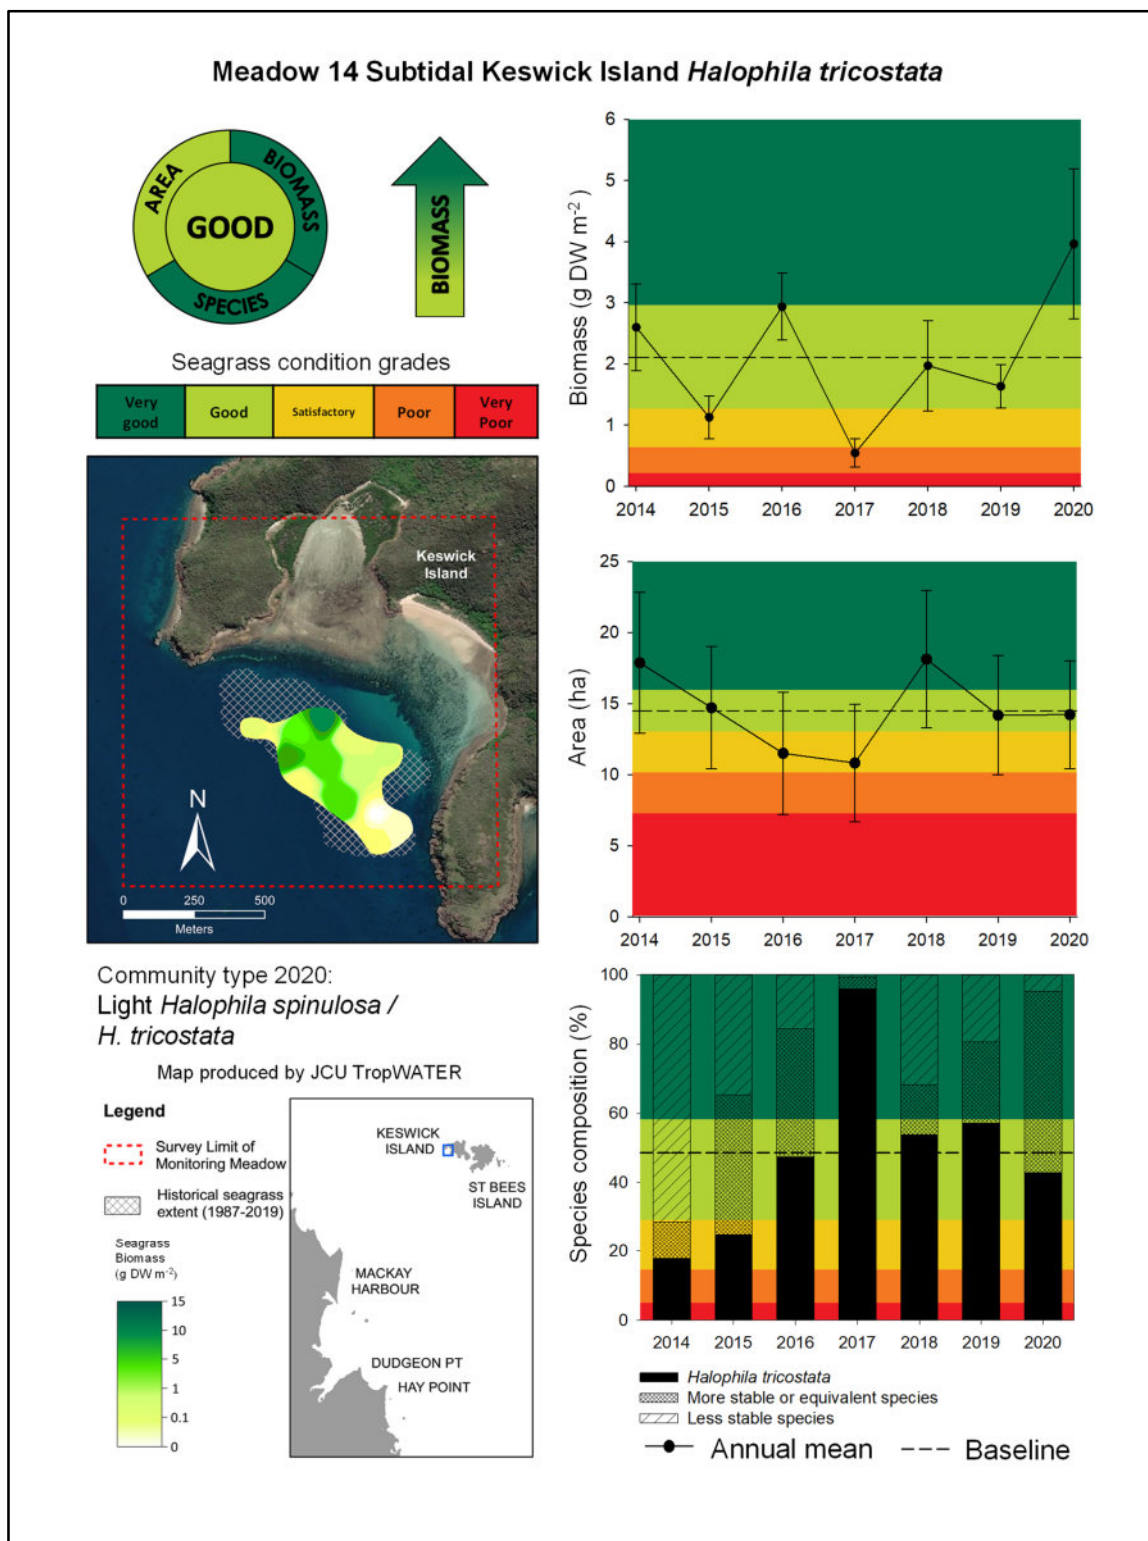 Meadow 14 Subtidal Keswick Island Halophila tricostata
AREA
BIOMASS
GOOD
SPECIES
BIOMASS
Seagrass condition grades
Very good
Good
Satisfactory
Poor
Very Poor
Keswick
Island
N
0 250 500
Meters
Community type 2020:
Light Halophila spinulosa /
H. tricostata
Map produced by JCU TropWATER
Legend
Survey Limit of
Monitoring Meadow
Historical seagrass
extent (1987-2019)
Seagrass
Biomass
(g DW m-2)
15
10
5
1
0.1
0
KESWICK
ISLAND
ST BEES
ISLAND
MACKAY
HARBOUR
DUDGEON PT
HAY POINT
Biomass (g DW m-2)
6
5
4
3
2
1
0
2014 2015 2016 2017 2018 2019 2020
Area (ha)
25
20
15
10
5
0
2014 2015 2016 2017 2018 2019 2020
Species composition (%)
100
80
60
40
20
0
2014 2015 2016 2017 2018 2019 2020
Halophila tricostata
More stable or equivalent species
Less stable species
Annual mean
Baseline